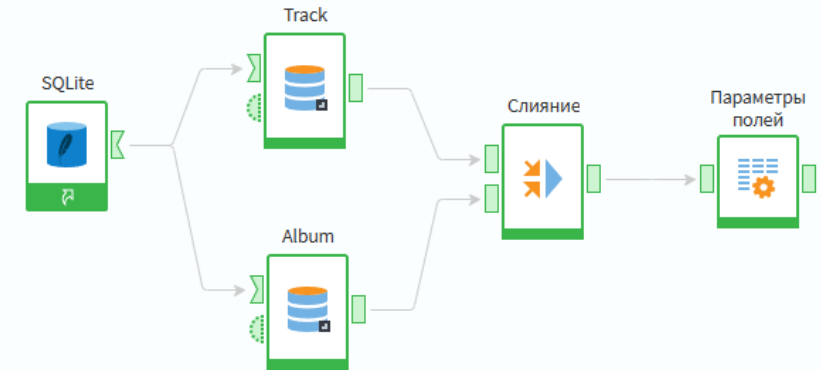 Track
SQLite
Слияние
Параметры
полей
Album